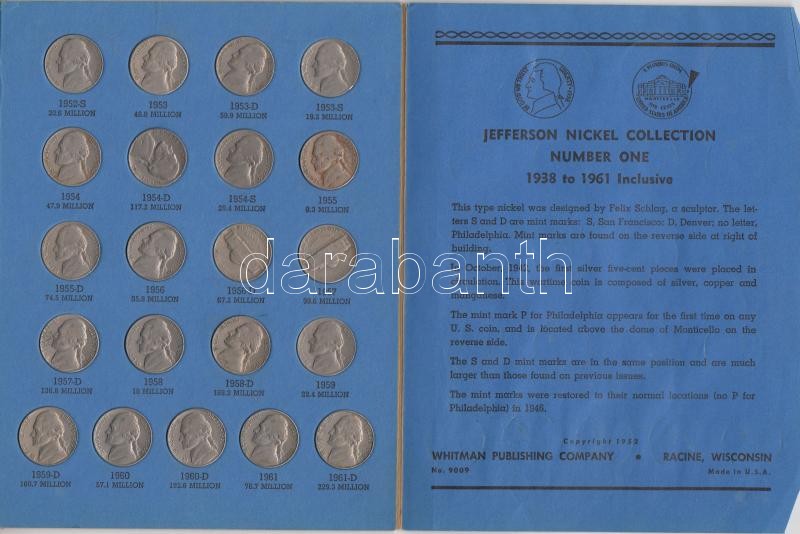 1952-S 1953 1953-D 1953-S
20.6 MILLION 46.6 MILLION 59.9 MILLION 19.2 MILLION
1954 1954-D 1954-S 1955
47.9 MILLION 117.2 MILLION 29.4 MILLION 8.3 MILLION
1955-D 1956 1956-D 1957
74.5 MILLION 35.9 MILLION 67.2 MILLION
1957-D 1958 1958-D 1959
136.8 MILLION 18 MILLION 168.2 MILLION 28.4 MILLION
1959-D 1960 1960-D 1961 1961-D
160.7 MILLION 57.1 MILLION 192.6 MILLION 76.7 MILLION 229.3 MILLION
JEFFERSON NICKEL COLLECTION
NUMBER ONE
1938 to 1961 Inclusive
This type nickel was designed by Felix Schlag, a sculptor. The let-
ters S and D are mint marks: S, San Francisco; D, Denver; no letter,
Philadelphia. Mint marks are found on the reverse side at right of
building.
In October, 1942, the first silver five-cent pieces were placed in
circulation. This wartime coin is composed of silver, copper and
manganese.
The mint mark P for Philadelphia appears for the first time on any
U. S. coin, and is located above the dome of Monticello on the
reverse side.
The S and D mint marks are in the same position and are much
larger than those found on previous issues.
The mint marks were restored to their normal locations (no P for
Philadelphia) in 1946.
Copyright 1952
WHITMAN PUBLISHING COMPANY • RACINE, WISCONSIN
No. 9009 Made in U.S.A.
darabanth